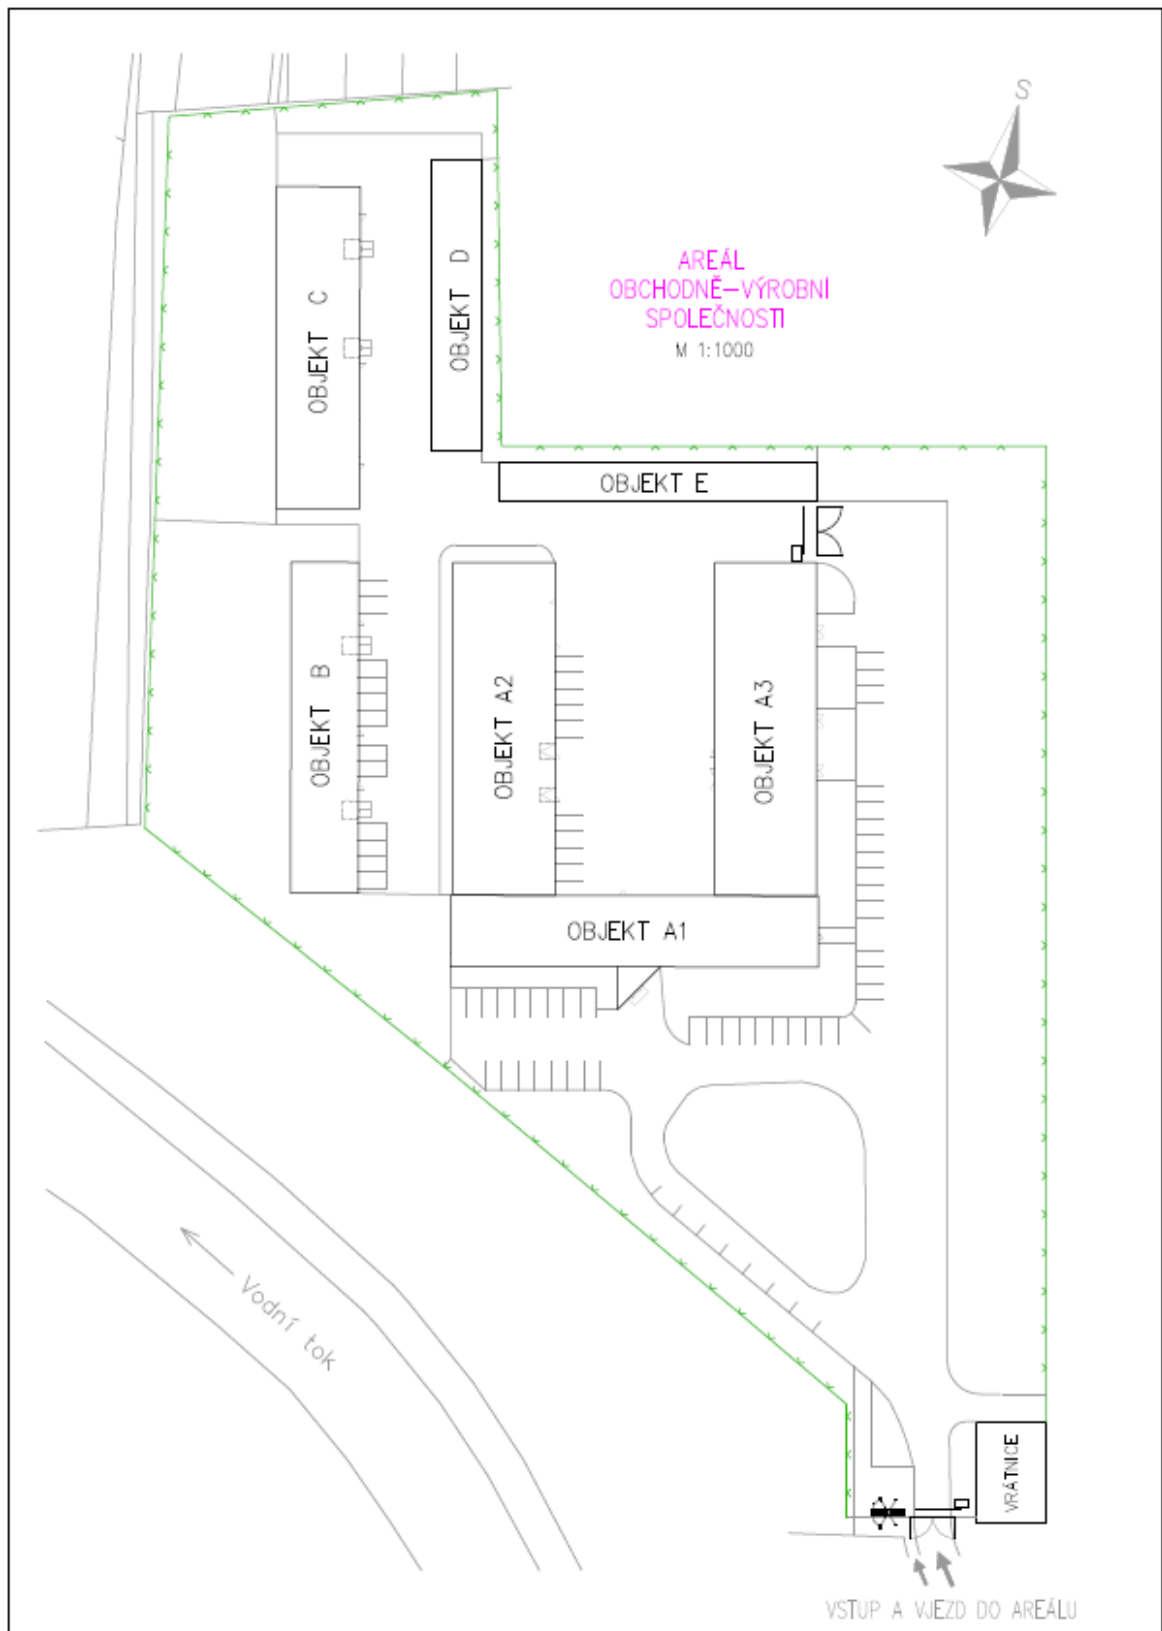 S
AREÁL
OBCHODNĚ-VÝROBNÍ
SPOLEČNOSTI
M 1:1000
OBJEKT C
OBJEKT D
OBJEKT E
OBJEKT B
OBJEKT A2
OBJEKT A3
OBJEKT A1
Vodní tok
VRÁTNICE
VSTUP A VJEZD DO AREÁLU